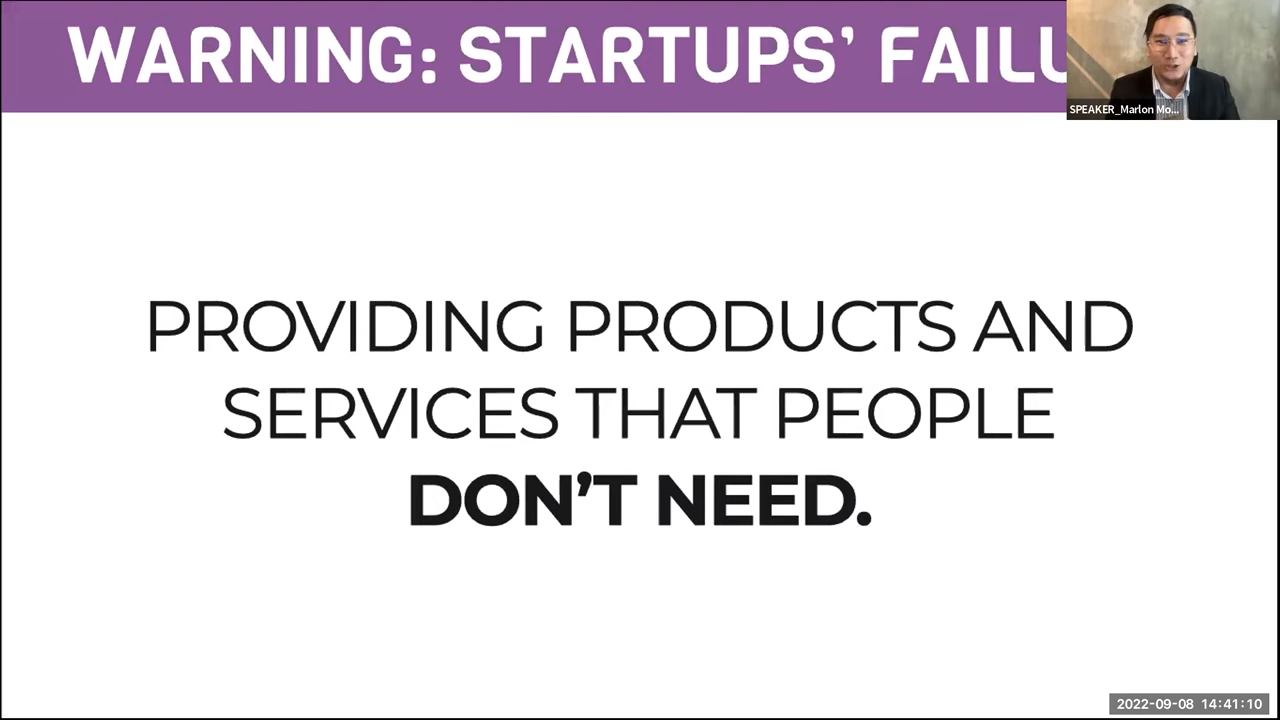 WARNING: STARTUPS’ FAILU
SPEAKER_Marlon Mo...
PROVIDING PRODUCTS AND
SERVICES THAT PEOPLE
DON’T NEED.
2022-09-08 14:41:10